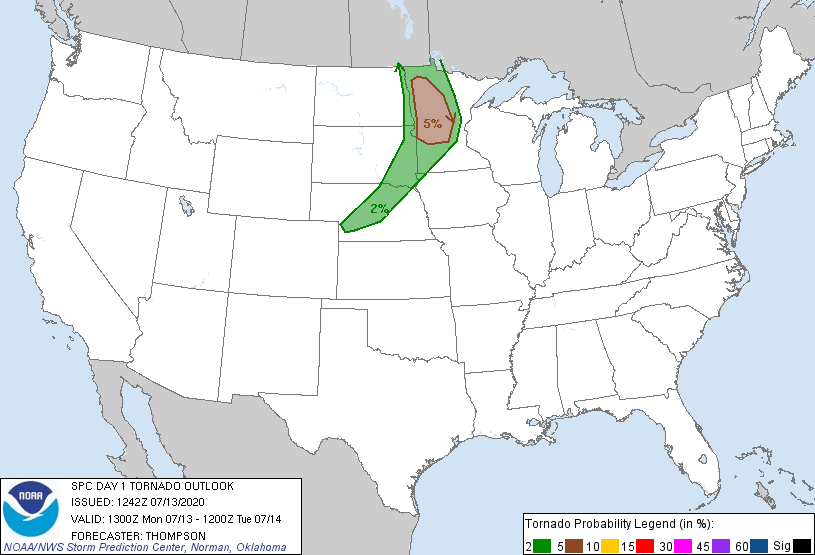 5%
2%
NOAA
SPC DAY 1 TORNADO OUTLOOK
ISSUED: 1242Z 07/13/2020
VALID: 1300Z Mon 07/13 - 1200Z Tue 07/14
FORECASTER: THOMPSON
NOAA/NWS Storm Prediction Center, Norman, Oklahoma
Tornado Probability Legend (in %):
2 5 10 15 30 45 60 Sig